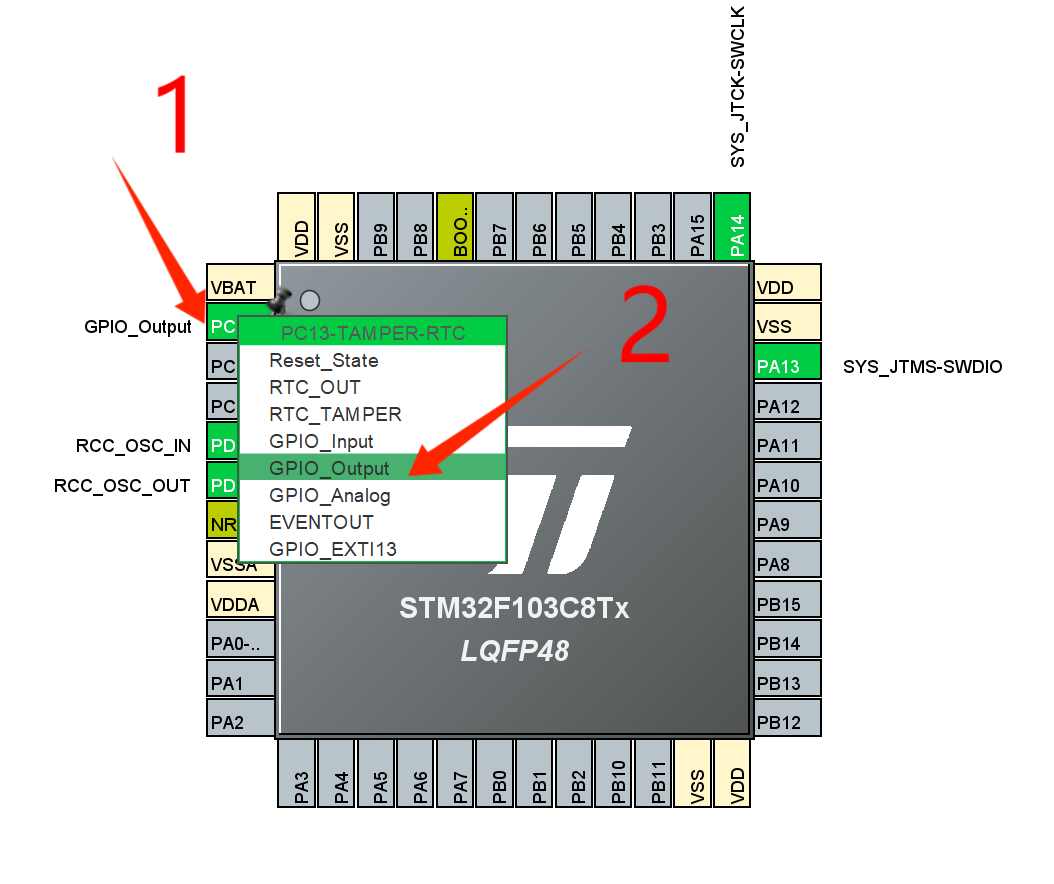 1
SYS_JTCK-SWCLK
VDD
VSS
PB9
PB8
BOO..
PB7
PB6
PB5
PB4
PB3
PA15
PA14
2
VBAT
GPIO_Output
PC
PC
PC
RCC_OSC_IN
PD
RCC_OSC_OUT
PD
NR
VSSA
VDDA
PA0-..
PA1
PA2
PC13-TAMPER-RTC
Reset_State
RTC_OUT
RTC_TAMPER
GPIO_Input
GPIO_Output
GPIO_Analog
EVENTOUT
GPIO_EXTI13
STM32F103C8Tx
LQFP48
VDD
VSS
PA13
SYS_JTMS-SWDIO
PA12
PA11
PA10
PA9
PA8
PB15
PB14
PB13
PB12
PA3
PA4
PA5
PA6
PA7
PB0
PB1
PB2
PB10
PB11
VSS
VDD